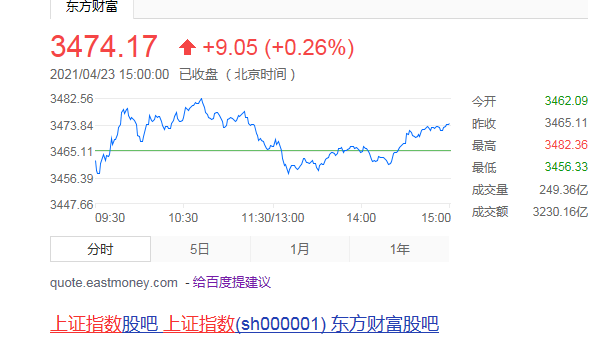 东方财富
3474.17 +9.05 (+0.26%)
2021/04/23 15:00:00 已收盘 ( 北京时间 )
3482.56
3473.84
3465.11
3456.39
3447.66
09:30 10:30 11:30/13:00 14:00 15:00
今开 3462.09
昨收 3465.11
最高 3482.36
最低 3456.33
成交量 249.36亿
成交额 3230.16亿
分时 5日 1月 1年
quote.eastmoney.com - 给百度提建议
上证指数股吧 上证指数(sh000001) 东方财富股吧